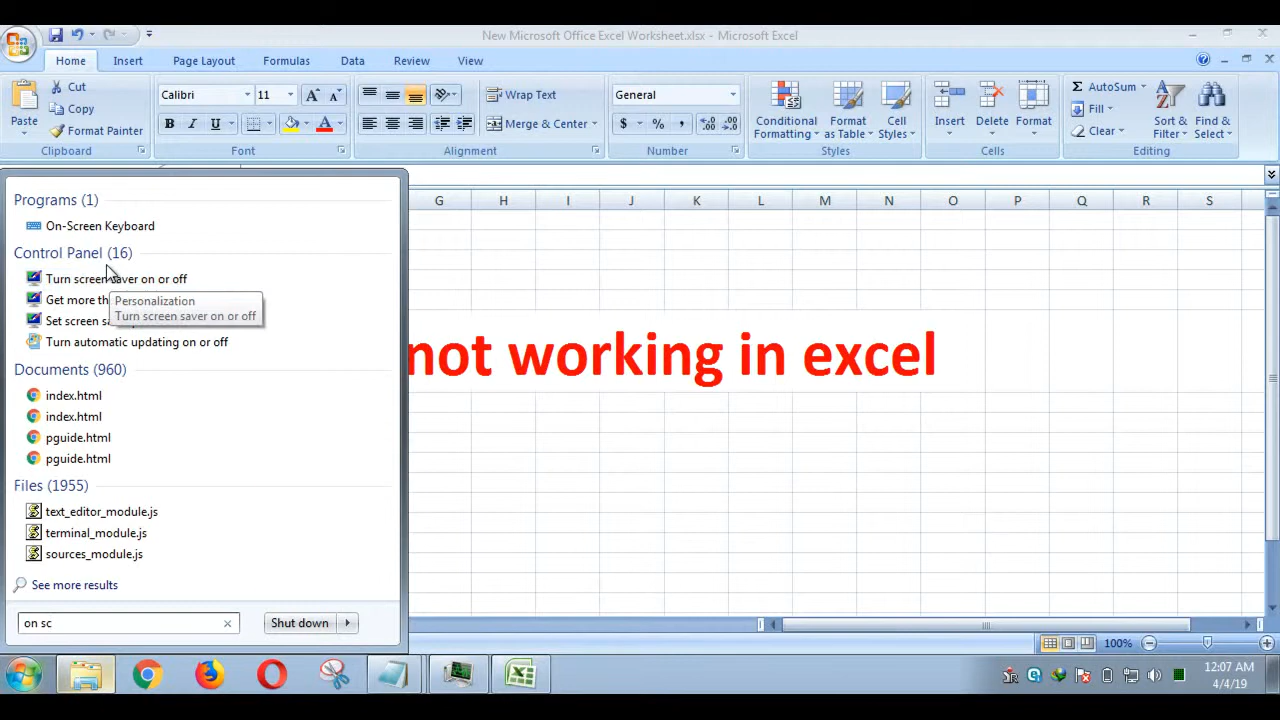 New Microsoft Office Excel Worksheet.xlsx - Microsoft Excel
Home Insert Page Layout Formulas Data Review View
Paste
Cut
Copy
Format Painter
Clipboard
Calibri 11
B I U
Font
Wrap Text
Merge & Center
Alignment
General
$ % ,
Number
Conditional Formatting
Format as Table
Cell Styles
Styles
Insert Delete Format
Cells
Σ AutoSum
Fill
Clear
Sort & Filter
Find & Select
Editing
G H I J K L M N O P Q R S
not working in excel
Programs (1)
On-Screen Keyboard
Control Panel (16)
Turn screen saver on or off
Get more th
Set screen sa
Personalization
Turn screen saver on or off
Turn automatic updating on or off
Documents (960)
index.html
index.html
pguide.html
pguide.html
Files (1955)
text_editor_module.js
terminal_module.js
sources_module.js
See more results
on sc
Shut down
100%
12:07 AM
4/4/19